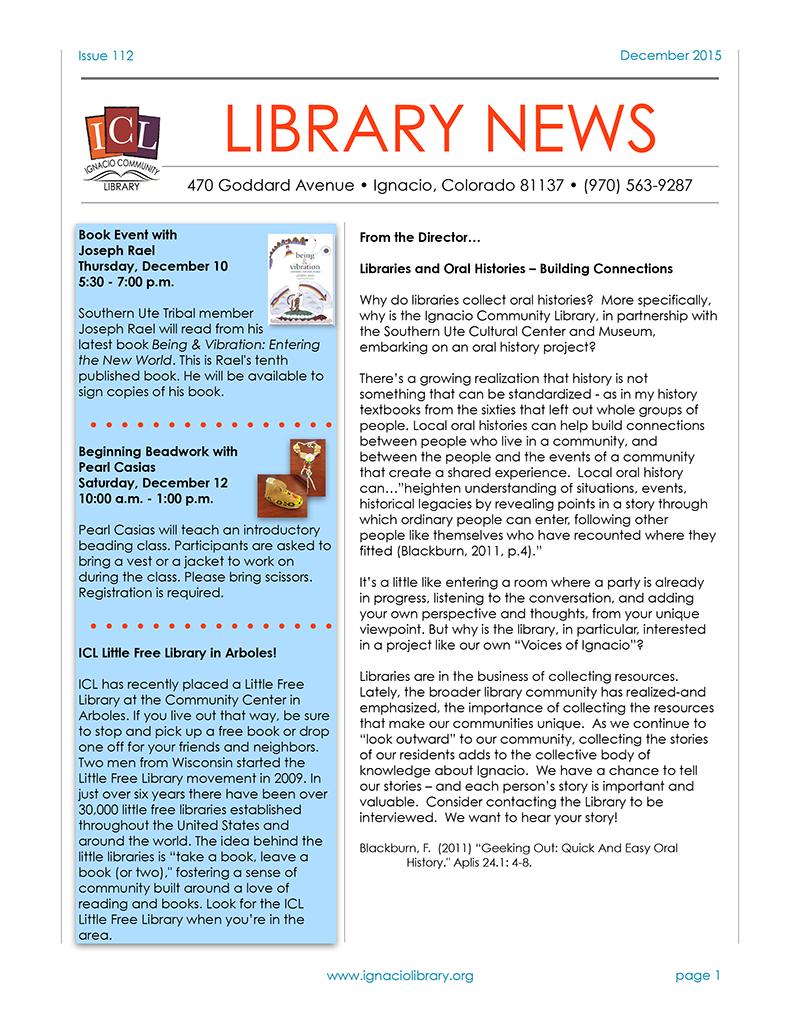 Issue 112
December 2015
ICL
IGNACIO COMMUNITY
LIBRARY
LIBRARY NEWS
470 Goddard Avenue • Ignacio, Colorado 81137 • (970) 563-9287
Book Event with
Joseph Rael
Thursday, December 10
5:30 - 7:00 p.m.
being
&
vibration
Southern Ute Tribal member
Joseph Rael will read from his
latest book Being & Vibration: Entering
the New World. This is Rael's tenth
published book. He will be available to
sign copies of his book.
Beginning Beadwork with
Pearl Casias
Saturday, December 12
10:00 a.m. - 1:00 p.m.
Pearl Casias will teach an introductory
beading class. Participants are asked to
bring a vest or a jacket to work on
during the class. Please bring scissors.
Registration is required.
ICL Little Free Library in Arboles!
ICL has recently placed a Little Free
Library at the Community Center in
Arboles. If you live out that way, be sure
to stop and pick up a free book or drop
one off for your friends and neighbors.
Two men from Wisconsin started the
Little Free Library movement in 2009. In
just over six years there have been over
30,000 little free libraries established
throughout the United States and
around the world. The idea behind the
little libraries is “take a book, leave a
book (or two)," fostering a sense of
community built around a love of
reading and books. Look for the ICL
Little Free Library when you’re in the
area.
From the Director…
Libraries and Oral Histories – Building Connections
Why do libraries collect oral histories?  More specifically,
why is the Ignacio Community Library, in partnership with
the Southern Ute Cultural Center and Museum,
embarking on an oral history project?
There’s a growing realization that history is not
something that can be standardized - as in my history
textbooks from the sixties that left out whole groups of
people. Local oral histories can help build connections
between people who live in a community, and
between the people and the events of a community
that create a shared experience.  Local oral history
can…”heighten understanding of situations, events,
historical legacies by revealing points in a story through
which ordinary people can enter, following other
people like themselves who have recounted where they
fitted (Blackburn, 2011, p.4).”
It’s a little like entering a room where a party is already
in progress, listening to the conversation, and adding
your own perspective and thoughts, from your unique
viewpoint. But why is the library, in particular, interested
in a project like our own “Voices of Ignacio”?
Libraries are in the business of collecting resources.
Lately, the broader library community has realized-and
emphasized, the importance of collecting the resources
that make our communities unique.  As we continue to
“look outward” to our community, collecting the stories
of our residents adds to the collective body of
knowledge about Ignacio.  We have a chance to tell
our stories – and each person’s story is important and
valuable.  Consider contacting the Library to be
interviewed.  We want to hear your story!
Blackburn, F.  (2011) “Geeking Out: Quick And Easy Oral
History." Aplis 24.1: 4-8.
www.ignaciolibrary.org
page 1